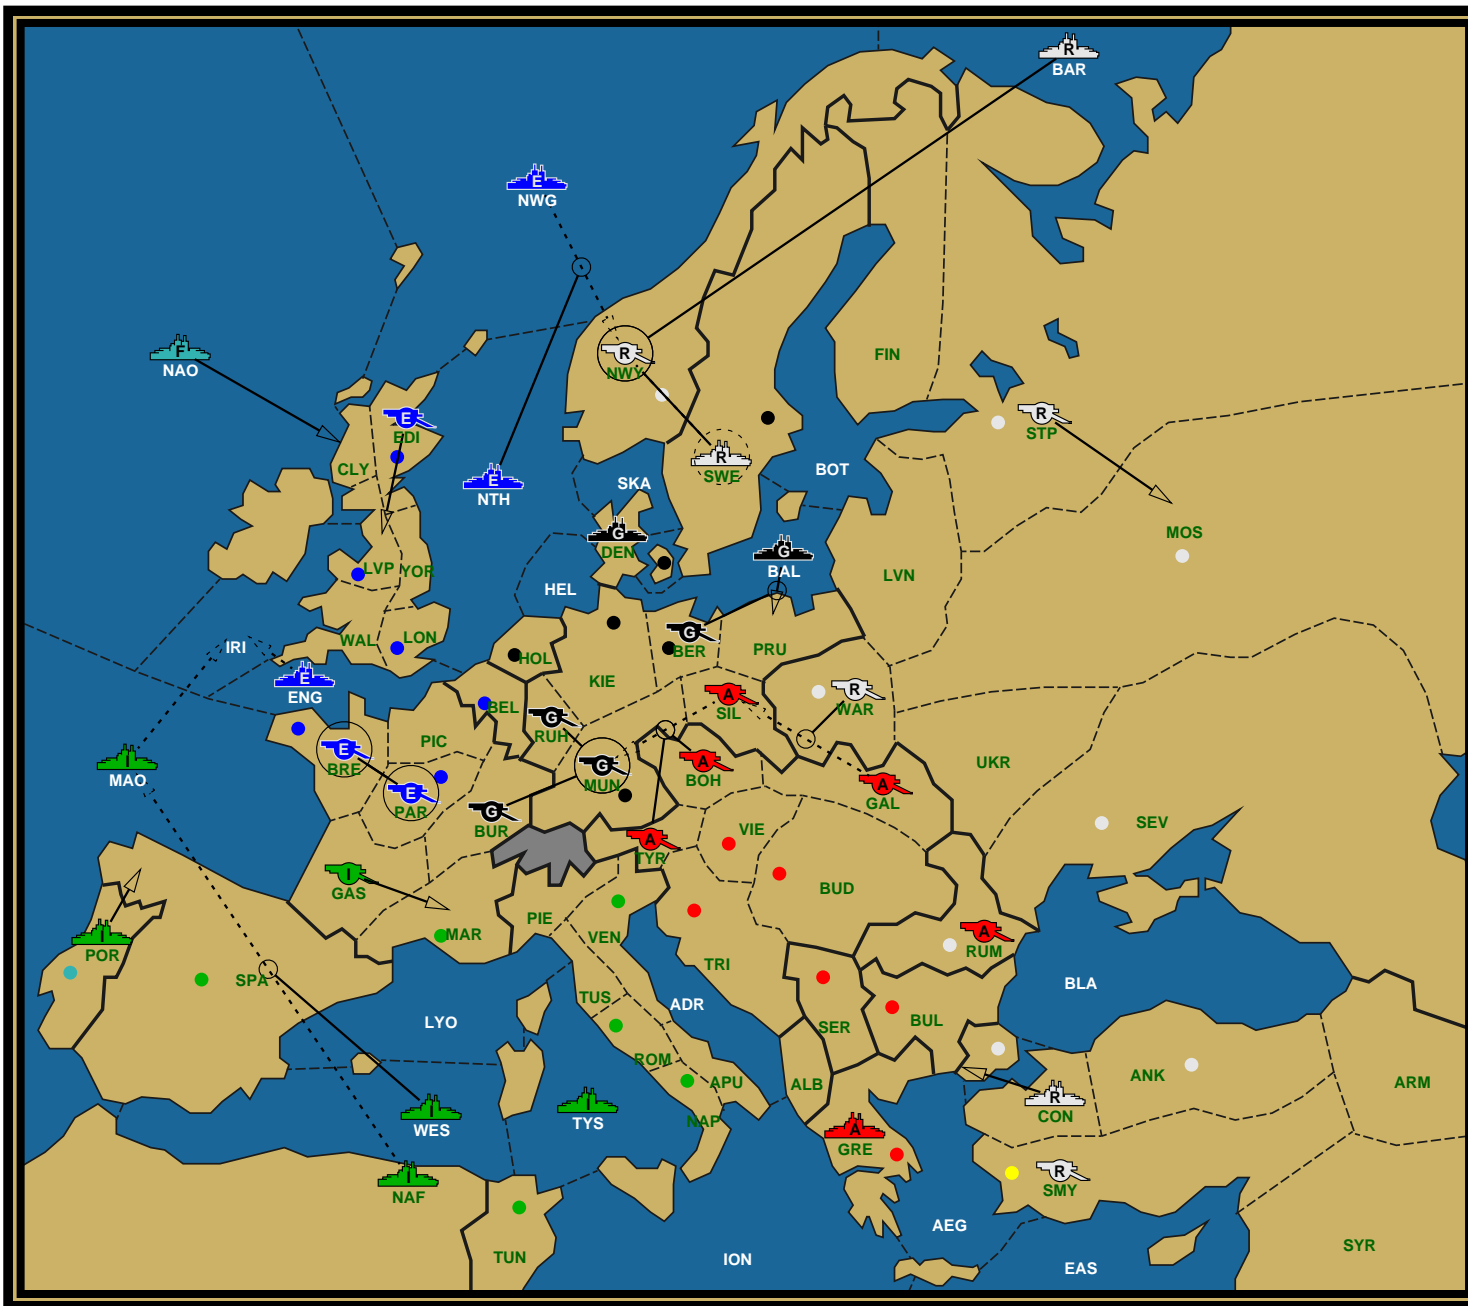 R
BAR
E
NWG
F
NAO
R
NWY
FIN
E
EDI
R
STP
CLY
R
SWE
BOT
E
NTH
SKA
G
DEN
G
BAL
MOS
LVP
YOR
HEL
LVN
WAL
LON
G
BER
PRU
HOL
IRI
E
ENG
KIE
A
SIL
R
WAR
BEL
G
RUH
PIC
E
BRE
I
MAO
G
MUN
A
BOH
UKR
A
GAL
E
PAR
G
BUR
VIE
SEV
A
TYR
I
GAS
BUD
I
POR
MAR
PIE
VEN
A
RUM
SPA
TRI
BLA
TUS
ADR
LYO
SER
BUL
ROM
APU
ALB
ANK
ARM
R
CON
I
WES
I
TYS
NAP
A
GRE
I
NAF
R
SMY
AEG
TUN
ION
EAS
SYR